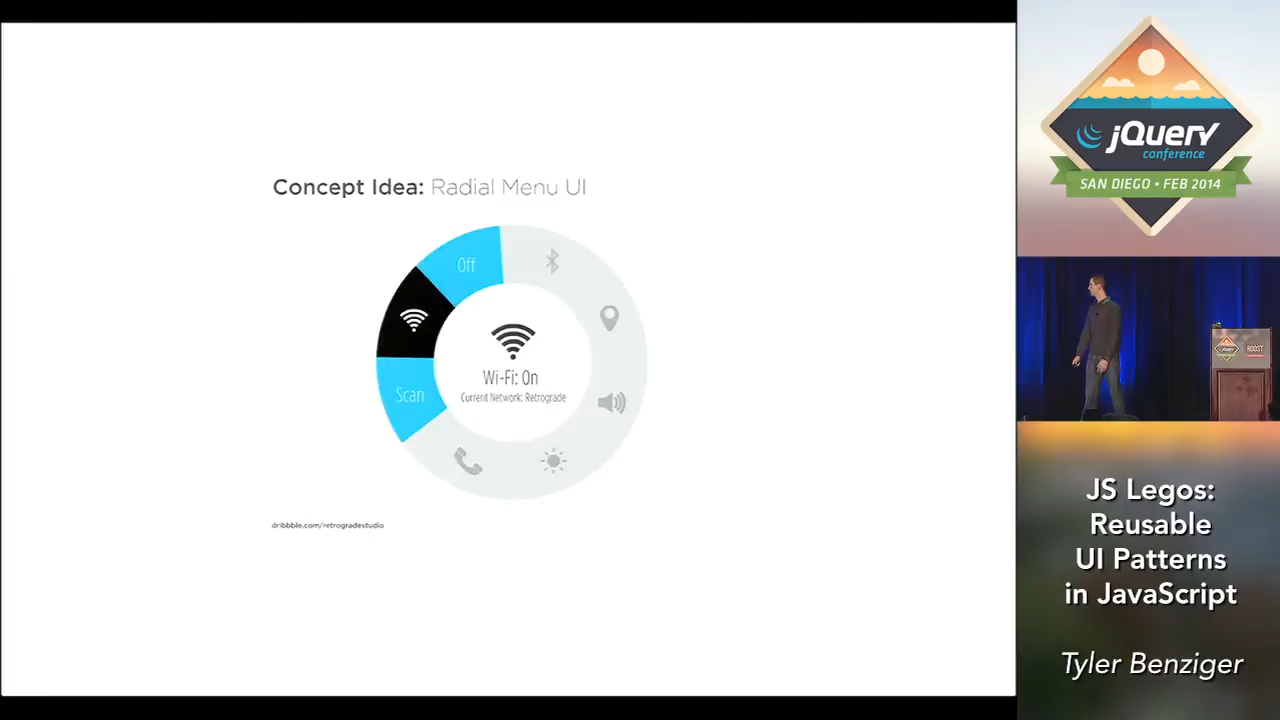 Concept Idea: Radial Menu UI
Off
Scan
Wi-Fi: On
Current Network: Retrograde
dribbble.com/retrogradestudio
jQuery
conference
SAN DIEGO • FEB 2014
ROOST
JS Legos:
Reusable
UI Patterns
in JavaScript
Tyler Benziger